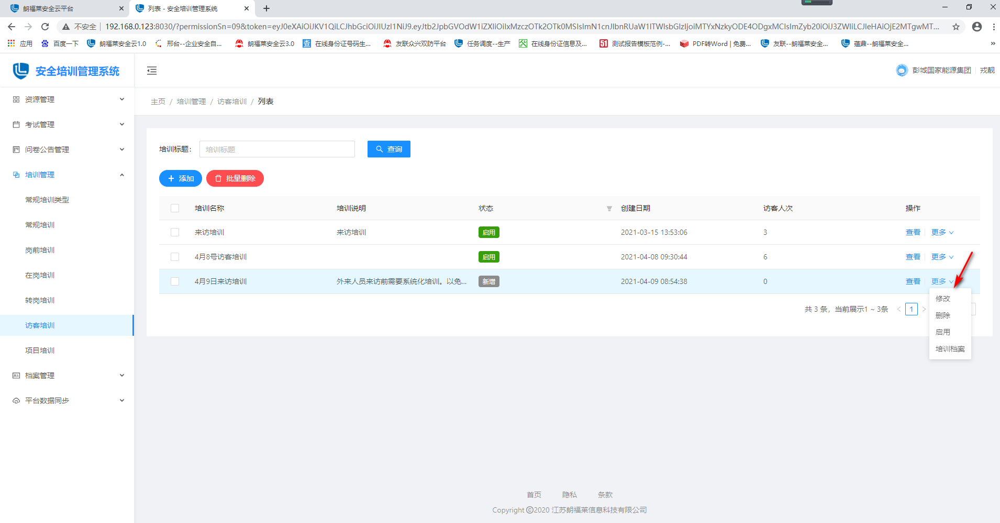 朗福莱安全云平台
列表 - 安全培训管理系统
不安全
192.168.0.123:8030/?permissionSn=09&token=eyJ0eXAiOiJKV1QiLCJhbGciOiJIUzI1NiJ9.eyJtb2JpbGVOdW1iZXIiOiIxMzczOTk2OTk0MSIsImN1cnJlbnRUaW1lTWlsbGlzIjoiMTYxNzkyODE4ODgxMCIsImZyb20iOiJ3ZWIiLCJleHAiOjE2MTgwMT...
应用
百度一下
朗福莱安全云1.0
邢台--企业安全自...
朗福莱安全云3.0
查
在线身份证号码生...
友联众兴双防平台
任务调度--生产
在线身份证信息及...
51
测试报告模板范例-...
PDF转Word | 免费...
友联--朗福莱安全...
蕴鼎--朗福莱安全...
安全培训管理系统
彭城国家能源集团
戎靓
资源管理
考试管理
问卷公告管理
培训管理
常规培训类型
常规培训
岗前培训
在岗培训
转岗培训
访客培训
项目培训
档案管理
平台数据同步
主页 / 培训管理 / 访客培训 / 列表
培训标题:
培训标题
查询
添加
批量删除
培训名称 培训说明 状态 创建日期 访客人次 操作
来访培训 来访培训 启用 2021-03-15 13:53:06 3 查看 更多
4月8号访客培训 启用 2021-04-08 09:30:44 6 查看 更多
4月9日来访培训 外来人员来访前需要系统化培训。以免... 新增 2021-04-09 08:54:38 0 查看 更多
共 3 条，当前展示1 ~ 3条 < 1 >
修改
删除
启用
培训档案
首页 隐私 条款
Copyright ©2020 江苏朗福莱信息科技有限公司